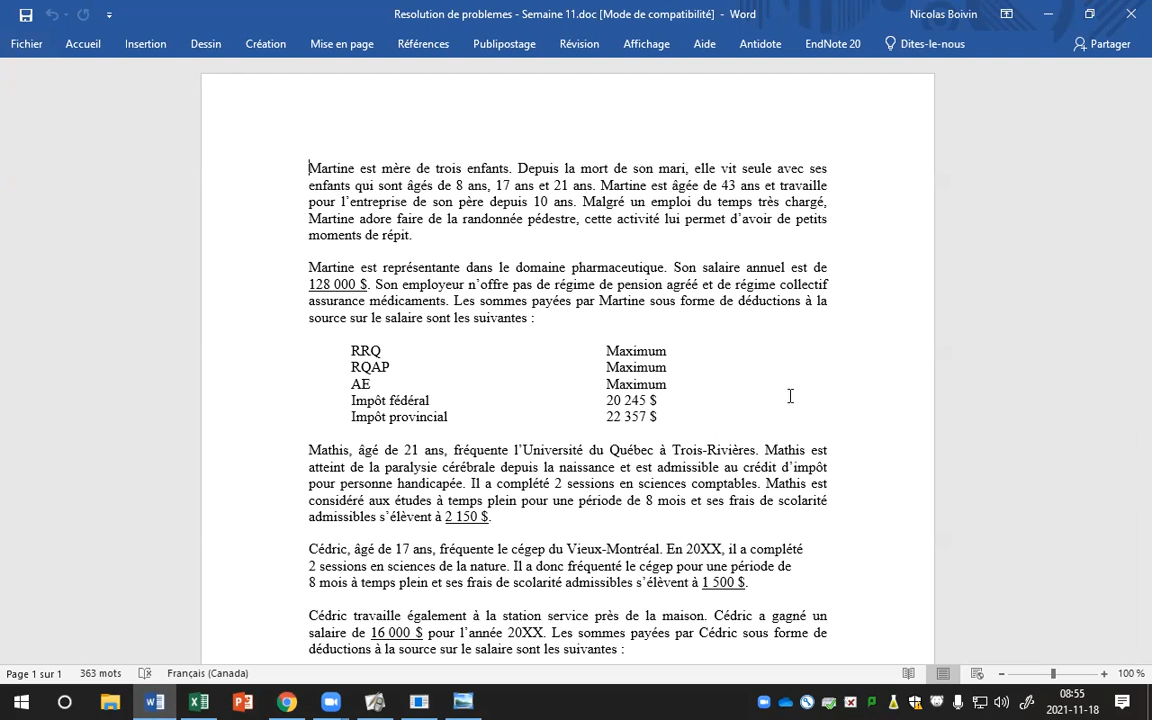 Resolution de problemes - Semaine 11.doc [Mode de compatibilité] - Word
Nicolas Boivin
Fichier Accueil Insertion Dessin Création Mise en page Références Publipostage Révision Affichage Aide Antidote EndNote 20 Dites-le-nous Partager
Martine est mère de trois enfants. Depuis la mort de son mari, elle vit seule avec ses
enfants qui sont âgés de 8 ans, 17 ans et 21 ans. Martine est âgée de 43 ans et travaille
pour l’entreprise de son père depuis 10 ans. Malgré un emploi du temps très chargé,
Martine adore faire de la randonnée pédestre, cette activité lui permet d’avoir de petits
moments de répit.
Martine est représentante dans le domaine pharmaceutique. Son salaire annuel est de
128 000 $. Son employeur n’offre pas de régime de pension agréé et de régime collectif
assurance médicaments. Les sommes payées par Martine sous forme de déductions à la
source sur le salaire sont les suivantes :
RRQ Maximum
RQAP Maximum
AE Maximum
Impôt fédéral 20 245 $
Impôt provincial 22 357 $
Mathis, âgé de 21 ans, fréquente l’Université du Québec à Trois-Rivières. Mathis est
atteint de la paralysie cérébrale depuis la naissance et est admissible au crédit d’impôt
pour personne handicapée. Il a complété 2 sessions en sciences comptables. Mathis est
considéré aux études à temps plein pour une période de 8 mois et ses frais de scolarité
admissibles s’élèvent à 2 150 $.
Cédric, âgé de 17 ans, fréquente le cégep du Vieux-Montréal. En 20XX, il a complété
2 sessions en sciences de la nature. Il a donc fréquenté le cégep pour une période de
8 mois à temps plein et ses frais de scolarité admissibles s’élèvent à 1 500 $.
Cédric travaille également à la station service près de la maison. Cédric a gagné un
salaire de 16 000 $ pour l’année 20XX. Les sommes payées par Cédric sous forme de
déductions à la source sur le salaire sont les suivantes :
Page 1 sur 1 363 mots Français (Canada) 100 %
08:55
2021-11-18